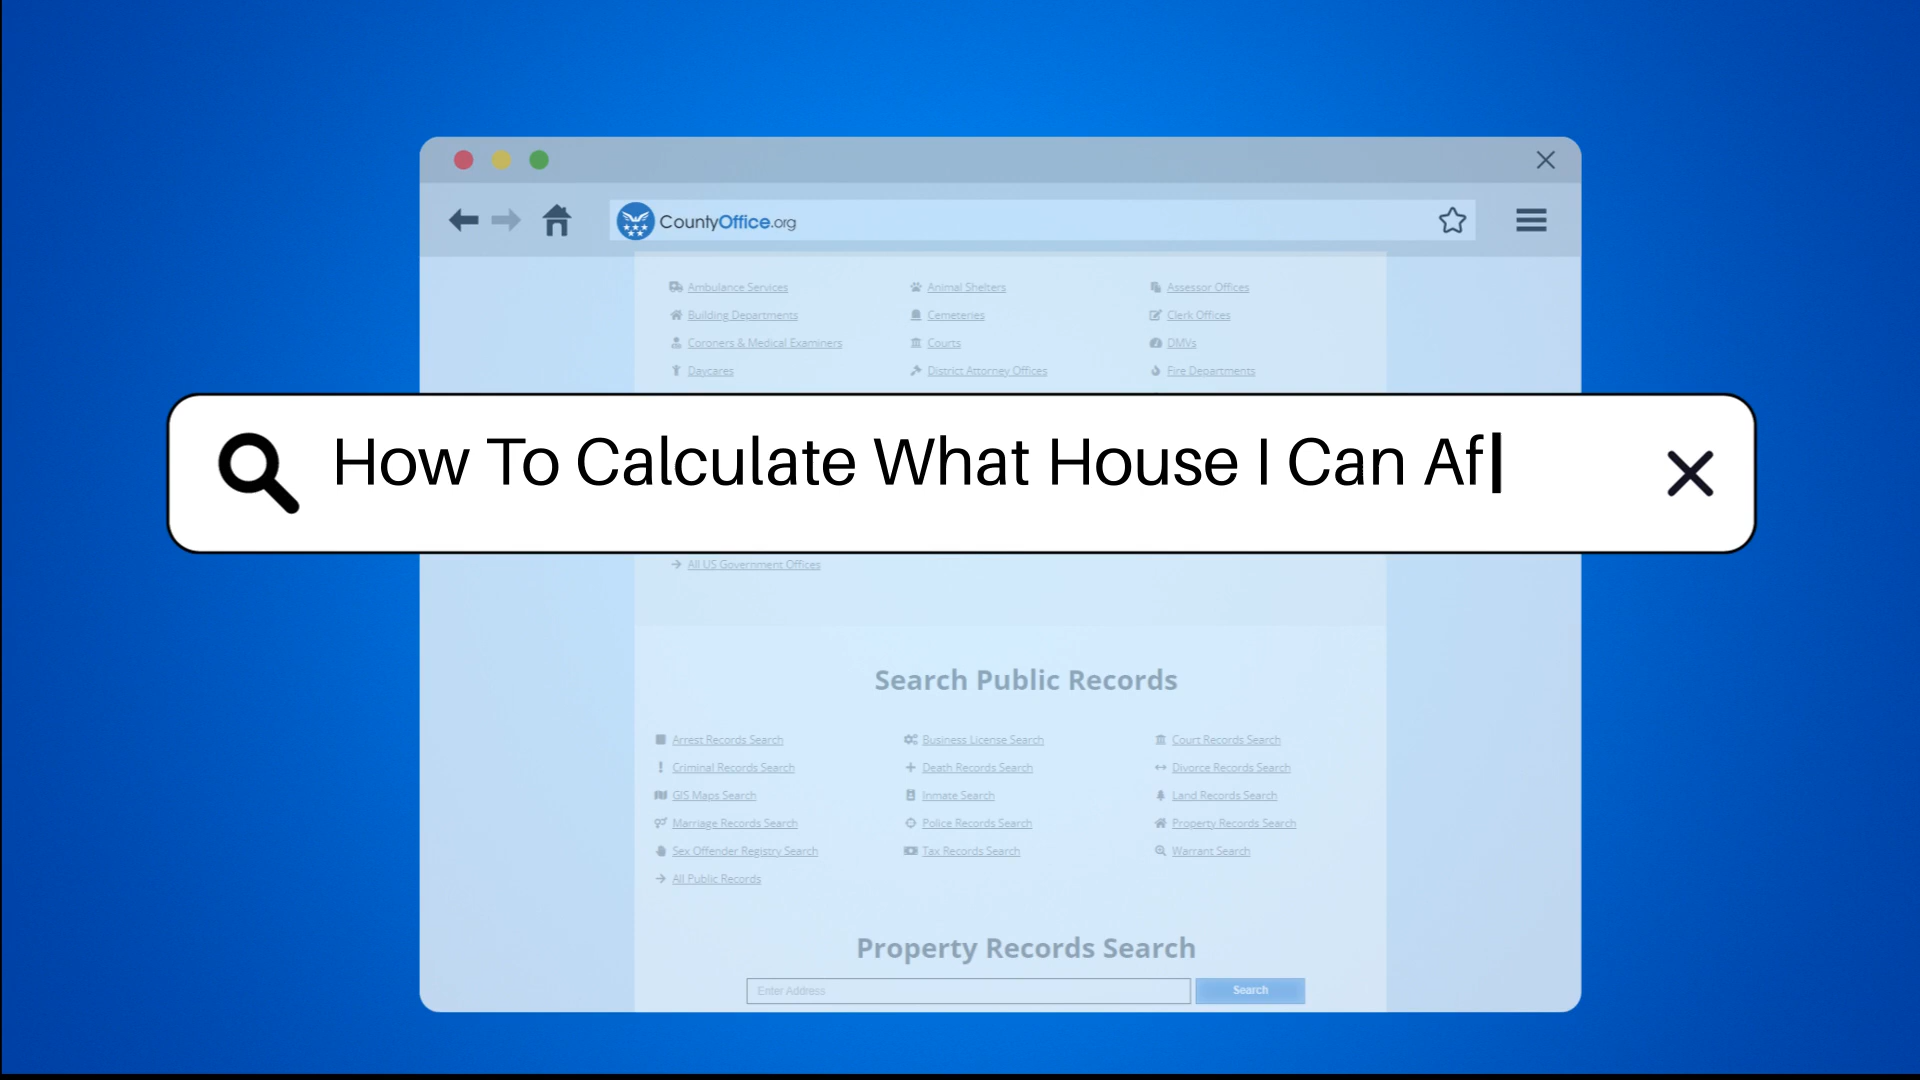 CountyOffice.org
Ambulance Services Animal Shelters Assessor Offices
Building Departments Cemeteries Clerk Offices
Coroners & Medical Examiners Courts DMVs
Daycares District Attorney Offices Fire Departments
How To Calculate What House I Can Af
All US Government Offices
Search Public Records
Arrest Records Search Business License Search Court Records Search
Criminal Records Search Death Records Search Divorce Records Search
GIS Maps Search Inmate Search Land Records Search
Marriage Records Search Police Records Search Property Records Search
Sex Offender Registry Search Tax Records Search Warrant Search
All Public Records
Property Records Search
Enter Address Search